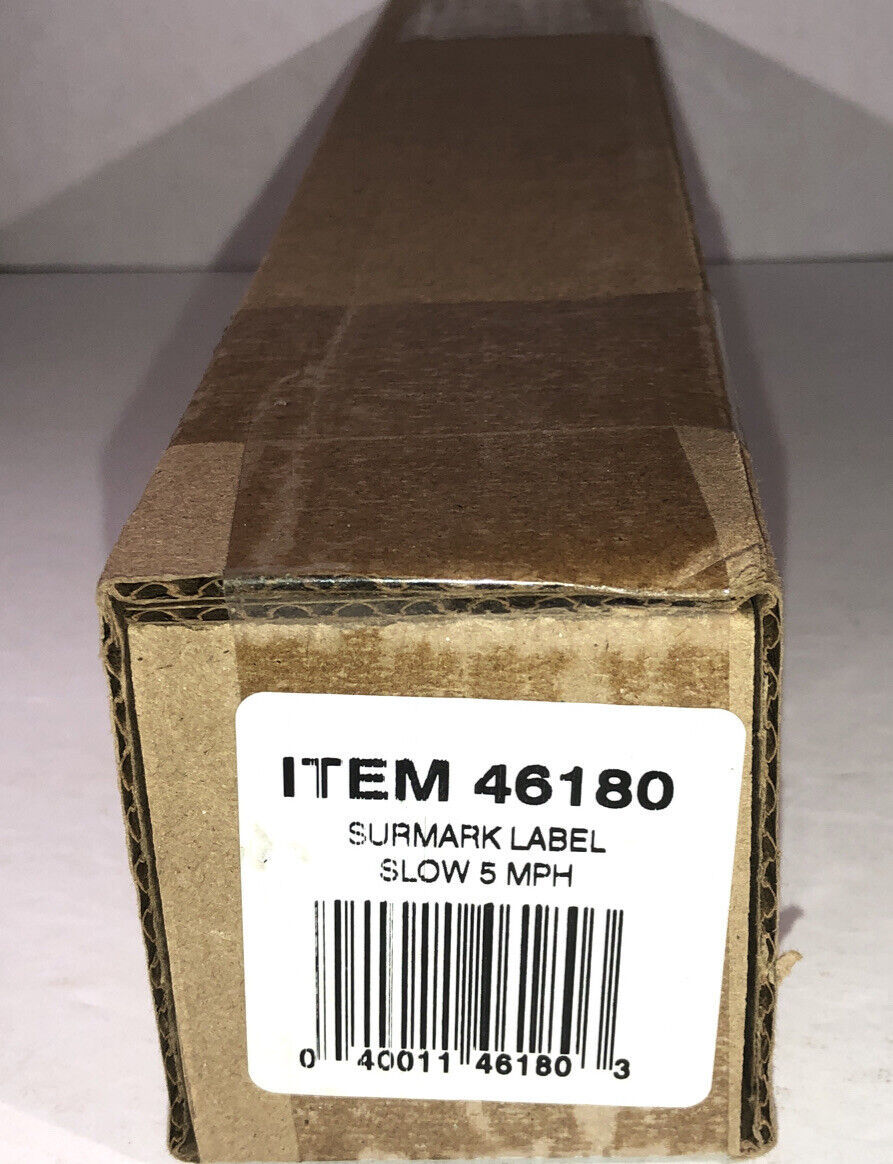 ITEM 46180
SURMARK LABEL
SLOW 5 MPH
0 40011 46180 3